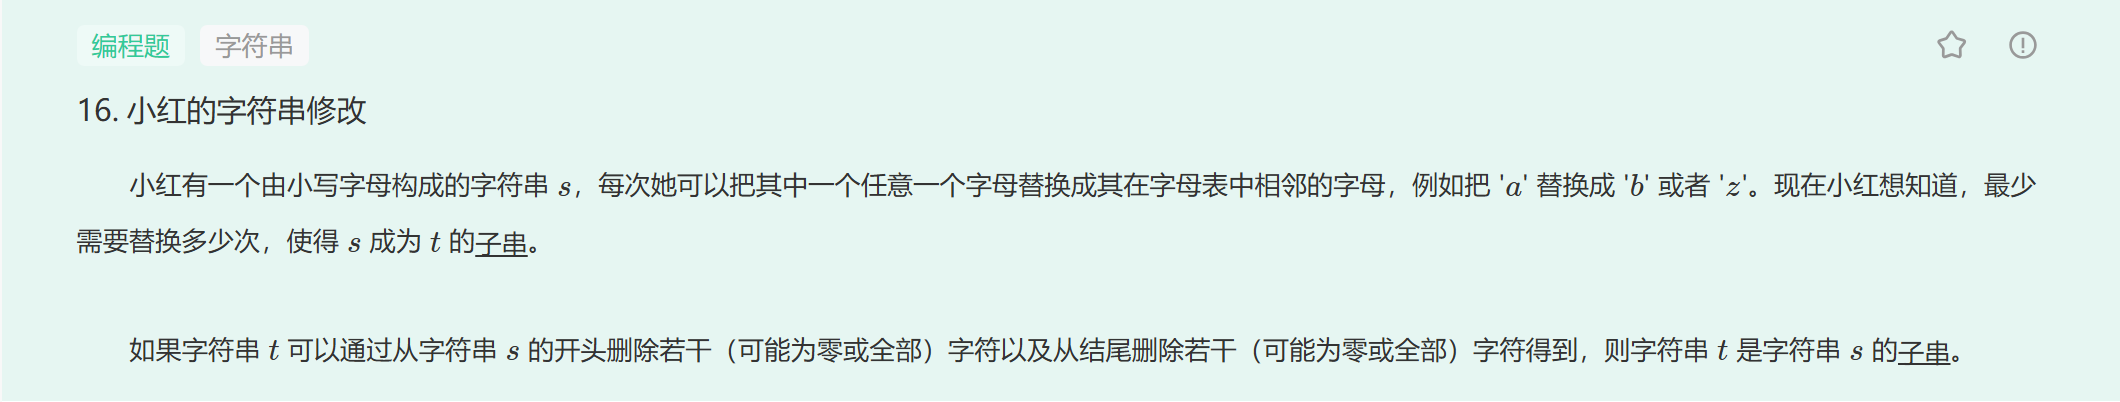 编程题 字符串
16. 小红的字符串修改
小红有一个由小写字母构成的字符串 s，每次她可以把其中一个任意一个字母替换成其在字母表中相邻的字母，例如把 'a' 替换成 'b' 或者 'z'。现在小红想知道，最少
需要替换多少次，使得 s 成为 t 的子串。
如果字符串 t 可以通过从字符串 s 的开头删除若干（可能为零或全部）字符以及从结尾删除若干（可能为零或全部）字符得到，则字符串 t 是字符串 s 的子串。